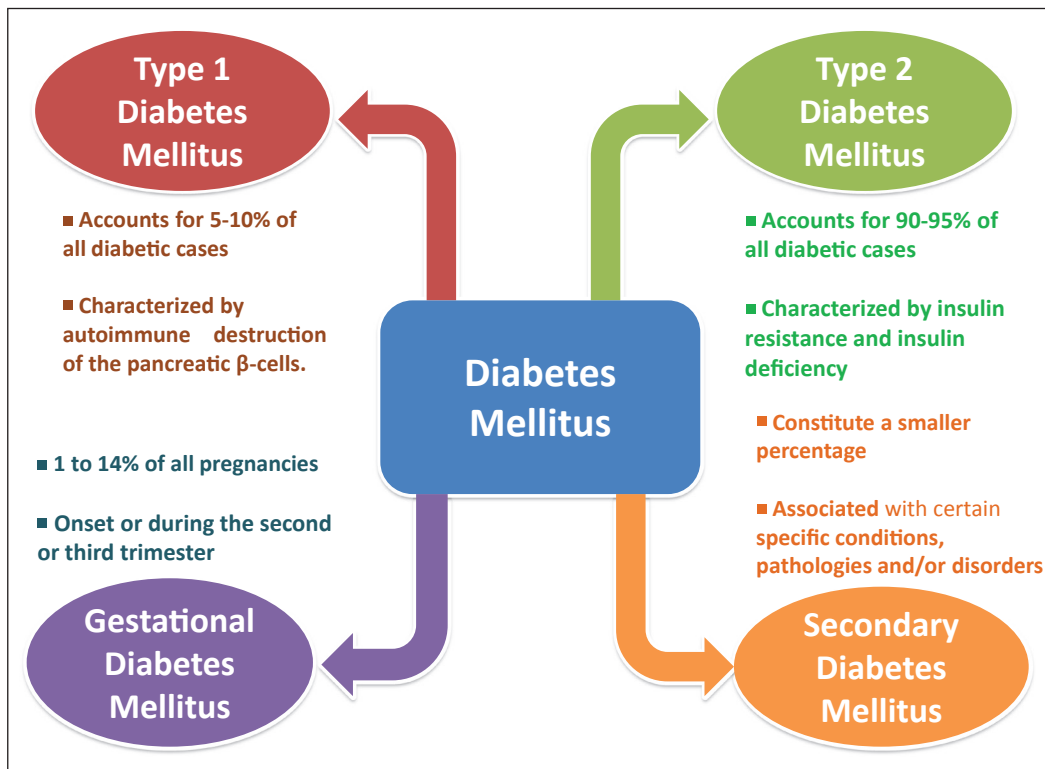 Type 1
Diabetes
Mellitus
■ Accounts for 5-10% of
all diabetic cases
■ Characterized by
autoimmune destruction
of the pancreatic β-cells.
Type 2
Diabetes
Mellitus
■ Accounts for 90-95% of
all diabetic cases
■ Characterized by insulin
resistance and insulin
deficiency
Diabetes
Mellitus
■ 1 to 14% of all pregnancies
■ Onset or during the second
or third trimester
Gestational
Diabetes
Mellitus
■ Constitute a smaller
percentage
■ Associated with certain
specific conditions,
pathologies and/or disorders
Secondary
Diabetes
Mellitus